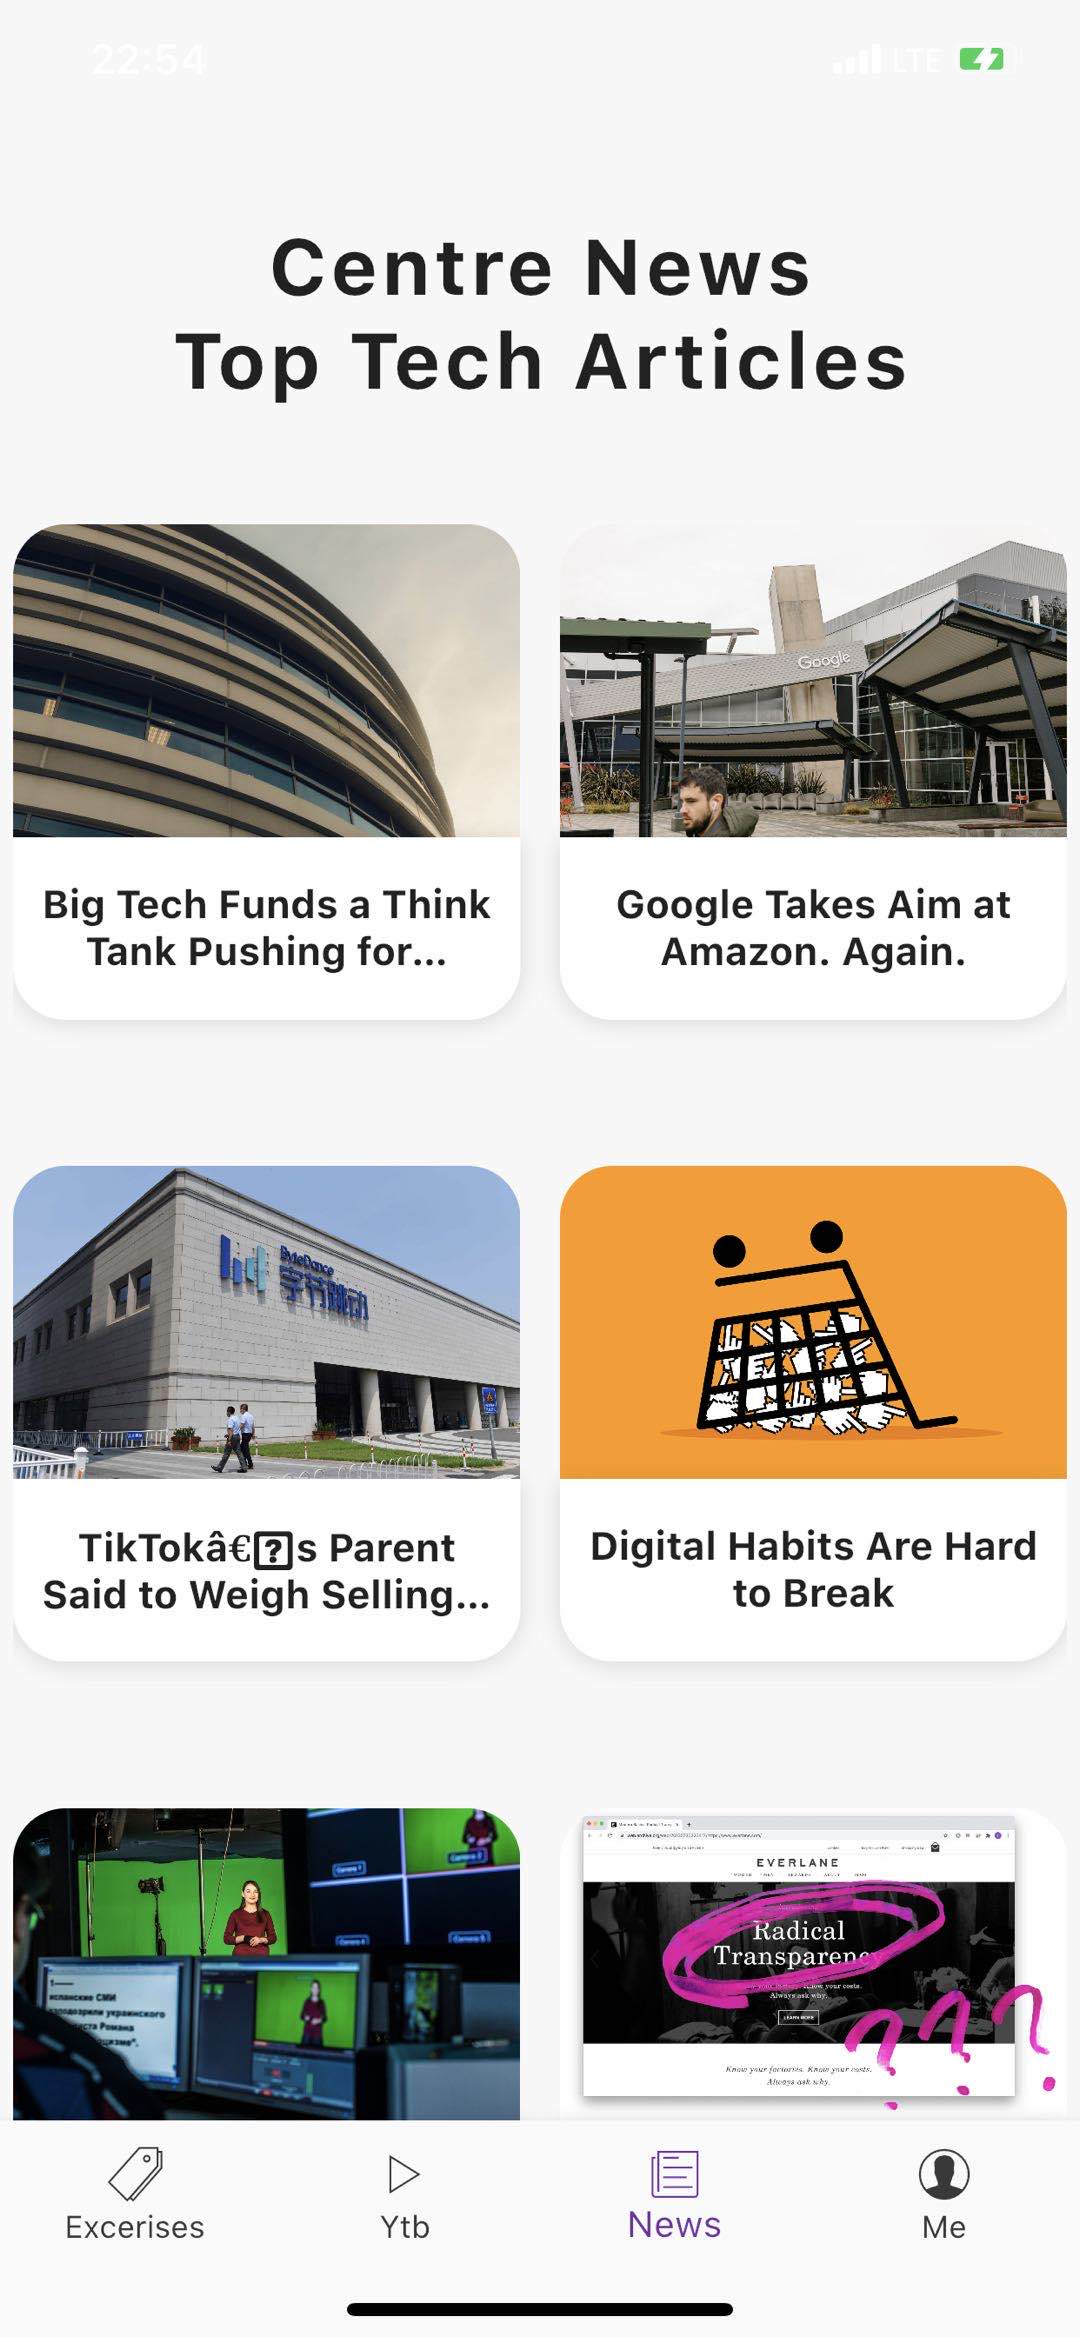 22:54
LTE
Centre News
Top Tech Articles
Google
Big Tech Funds a Think
Tank Pushing for...
Google Takes Aim at
Amazon. Again.
ByteDance
字节跳动
TikTokâ€�s Parent
Said to Weigh Selling...
Digital Habits Are Hard
to Break
испанские СМИ
EVERLANE
Radical
Transparency
Know your costs.
Always ask why.
LEARN MORE
Know your factories. Know your costs.
Always ask why.
? ? ?
Excerises
Ytb
News
Me